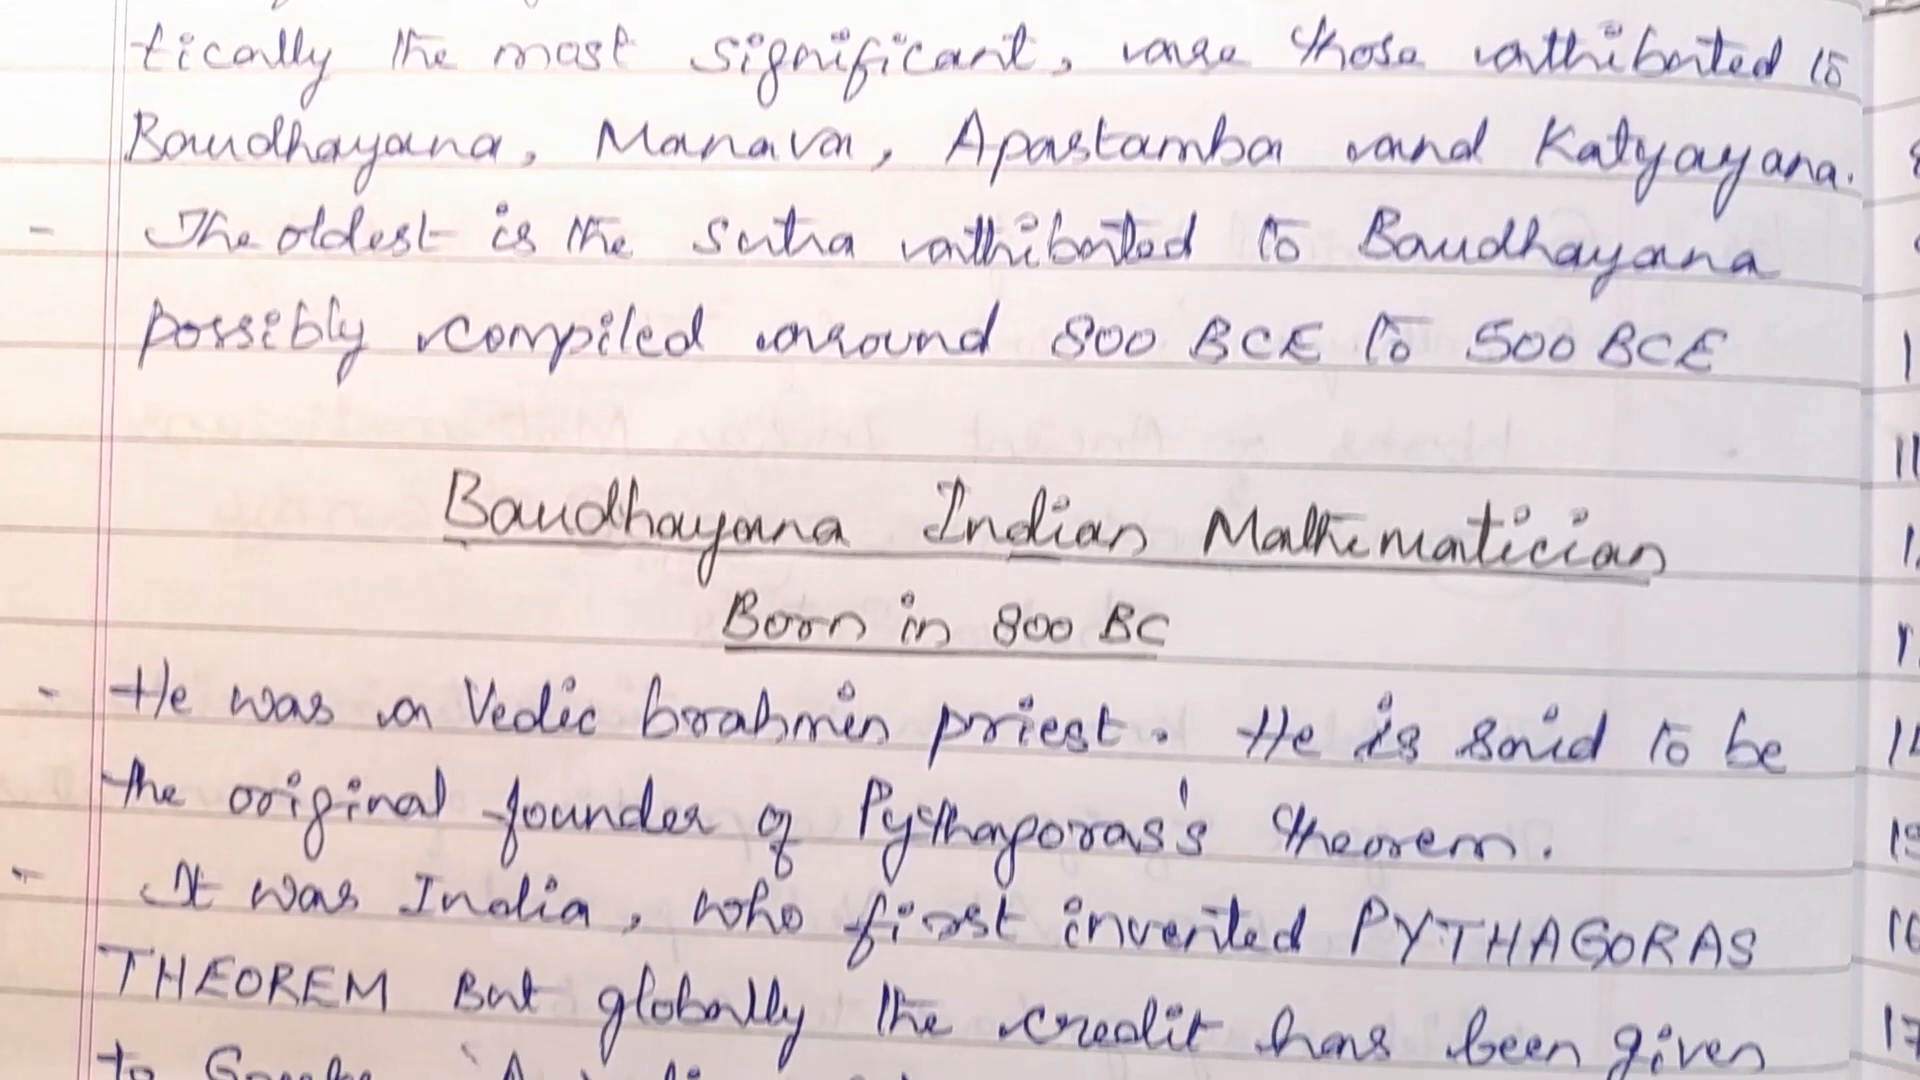 tically the most significant, are those attributed to
Baudhayana, Manava, Apastamba and Katyayana.
- The oldest is the Sutra attributed to Baudhayana
possibly compiled around 800 BCE to 500 BCE
Baudhayana Indian Mathematician
Born in 800 BC
- He was a Vedic brahmin priest. He is said to be
the original founder of Pythagoras's theorem.
- It was India, who first invented PYTHAGORAS
THEOREM But globally the credit has been given
to